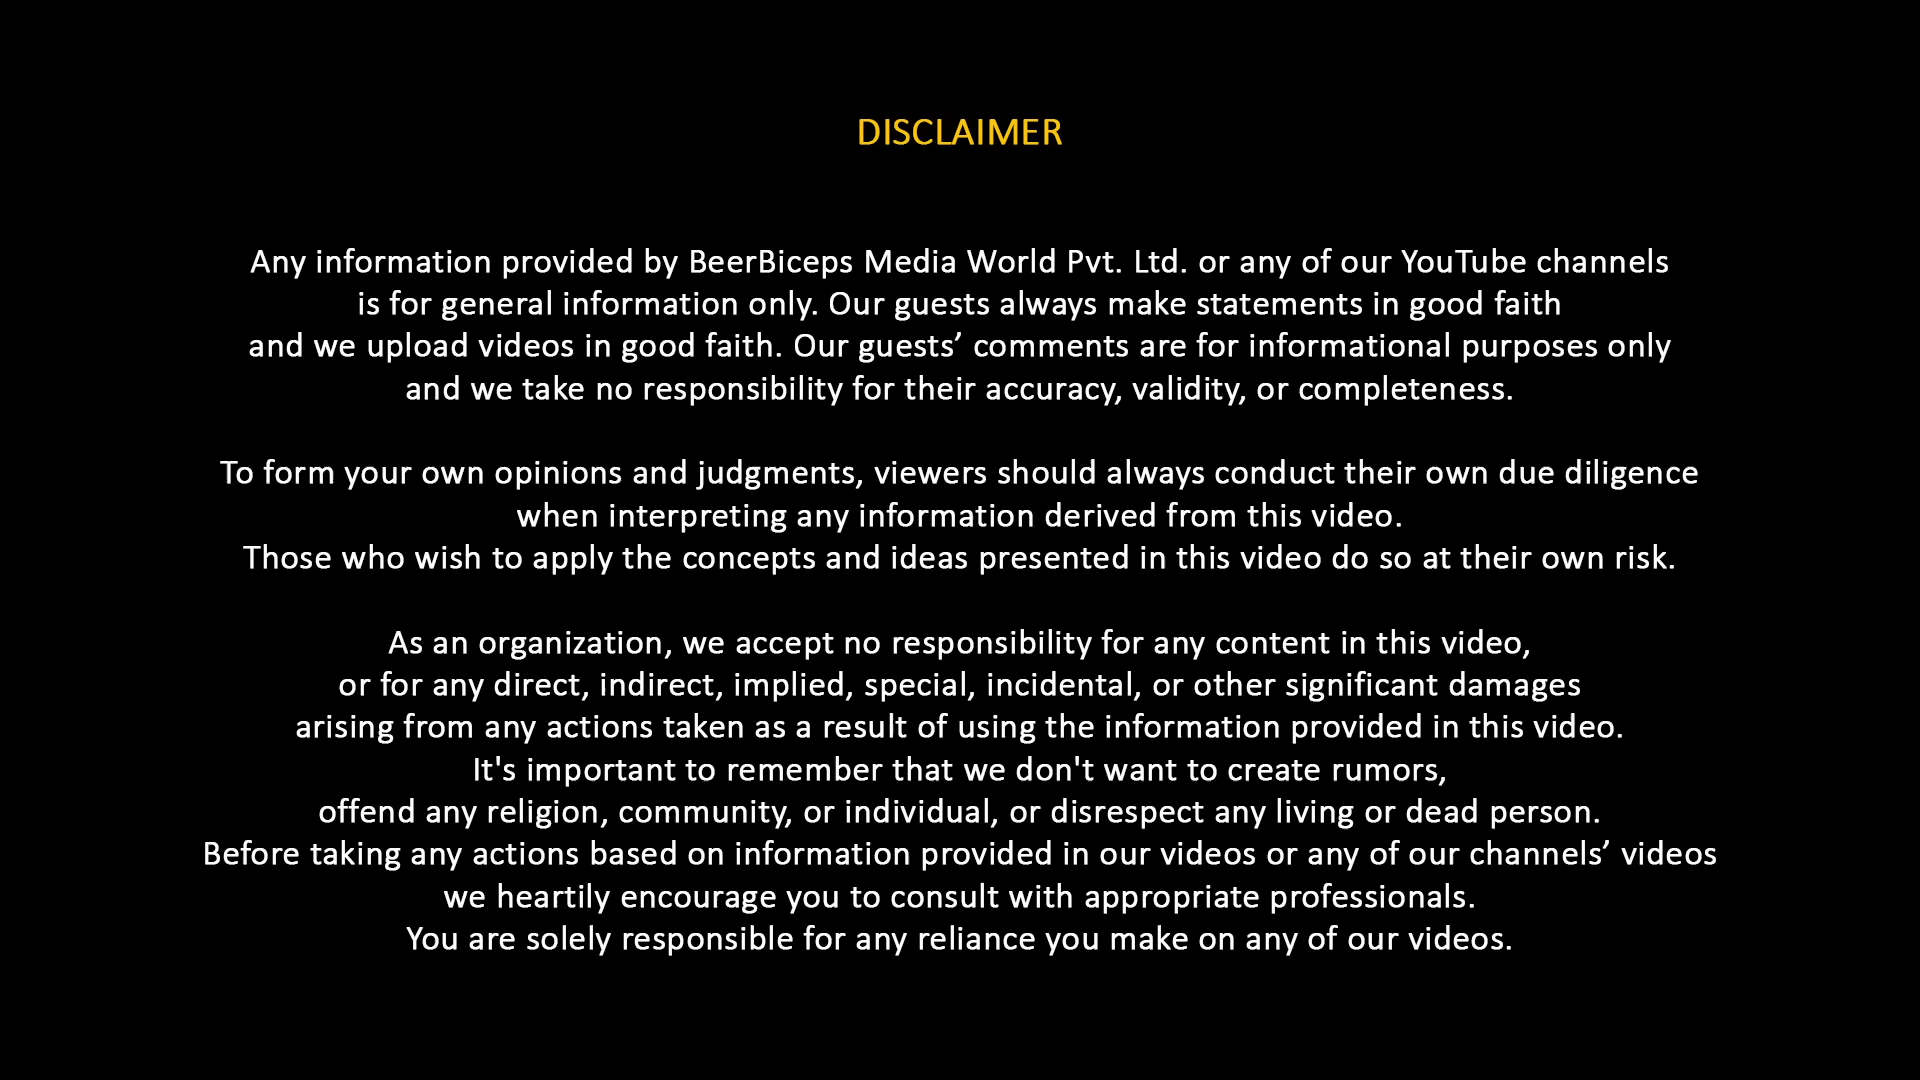 DISCLAIMER
Any information provided by BeerBiceps Media World Pvt. Ltd. or any of our YouTube channels
is for general information only. Our guests always make statements in good faith
and we upload videos in good faith. Our guests’ comments are for informational purposes only
and we take no responsibility for their accuracy, validity, or completeness.
To form your own opinions and judgments, viewers should always conduct their own due diligence
when interpreting any information derived from this video.
Those who wish to apply the concepts and ideas presented in this video do so at their own risk.
As an organization, we accept no responsibility for any content in this video,
or for any direct, indirect, implied, special, incidental, or other significant damages
arising from any actions taken as a result of using the information provided in this video.
It's important to remember that we don't want to create rumors,
offend any religion, community, or individual, or disrespect any living or dead person.
Before taking any actions based on information provided in our videos or any of our channels’ videos
we heartily encourage you to consult with appropriate professionals.
You are solely responsible for any reliance you make on any of our videos.